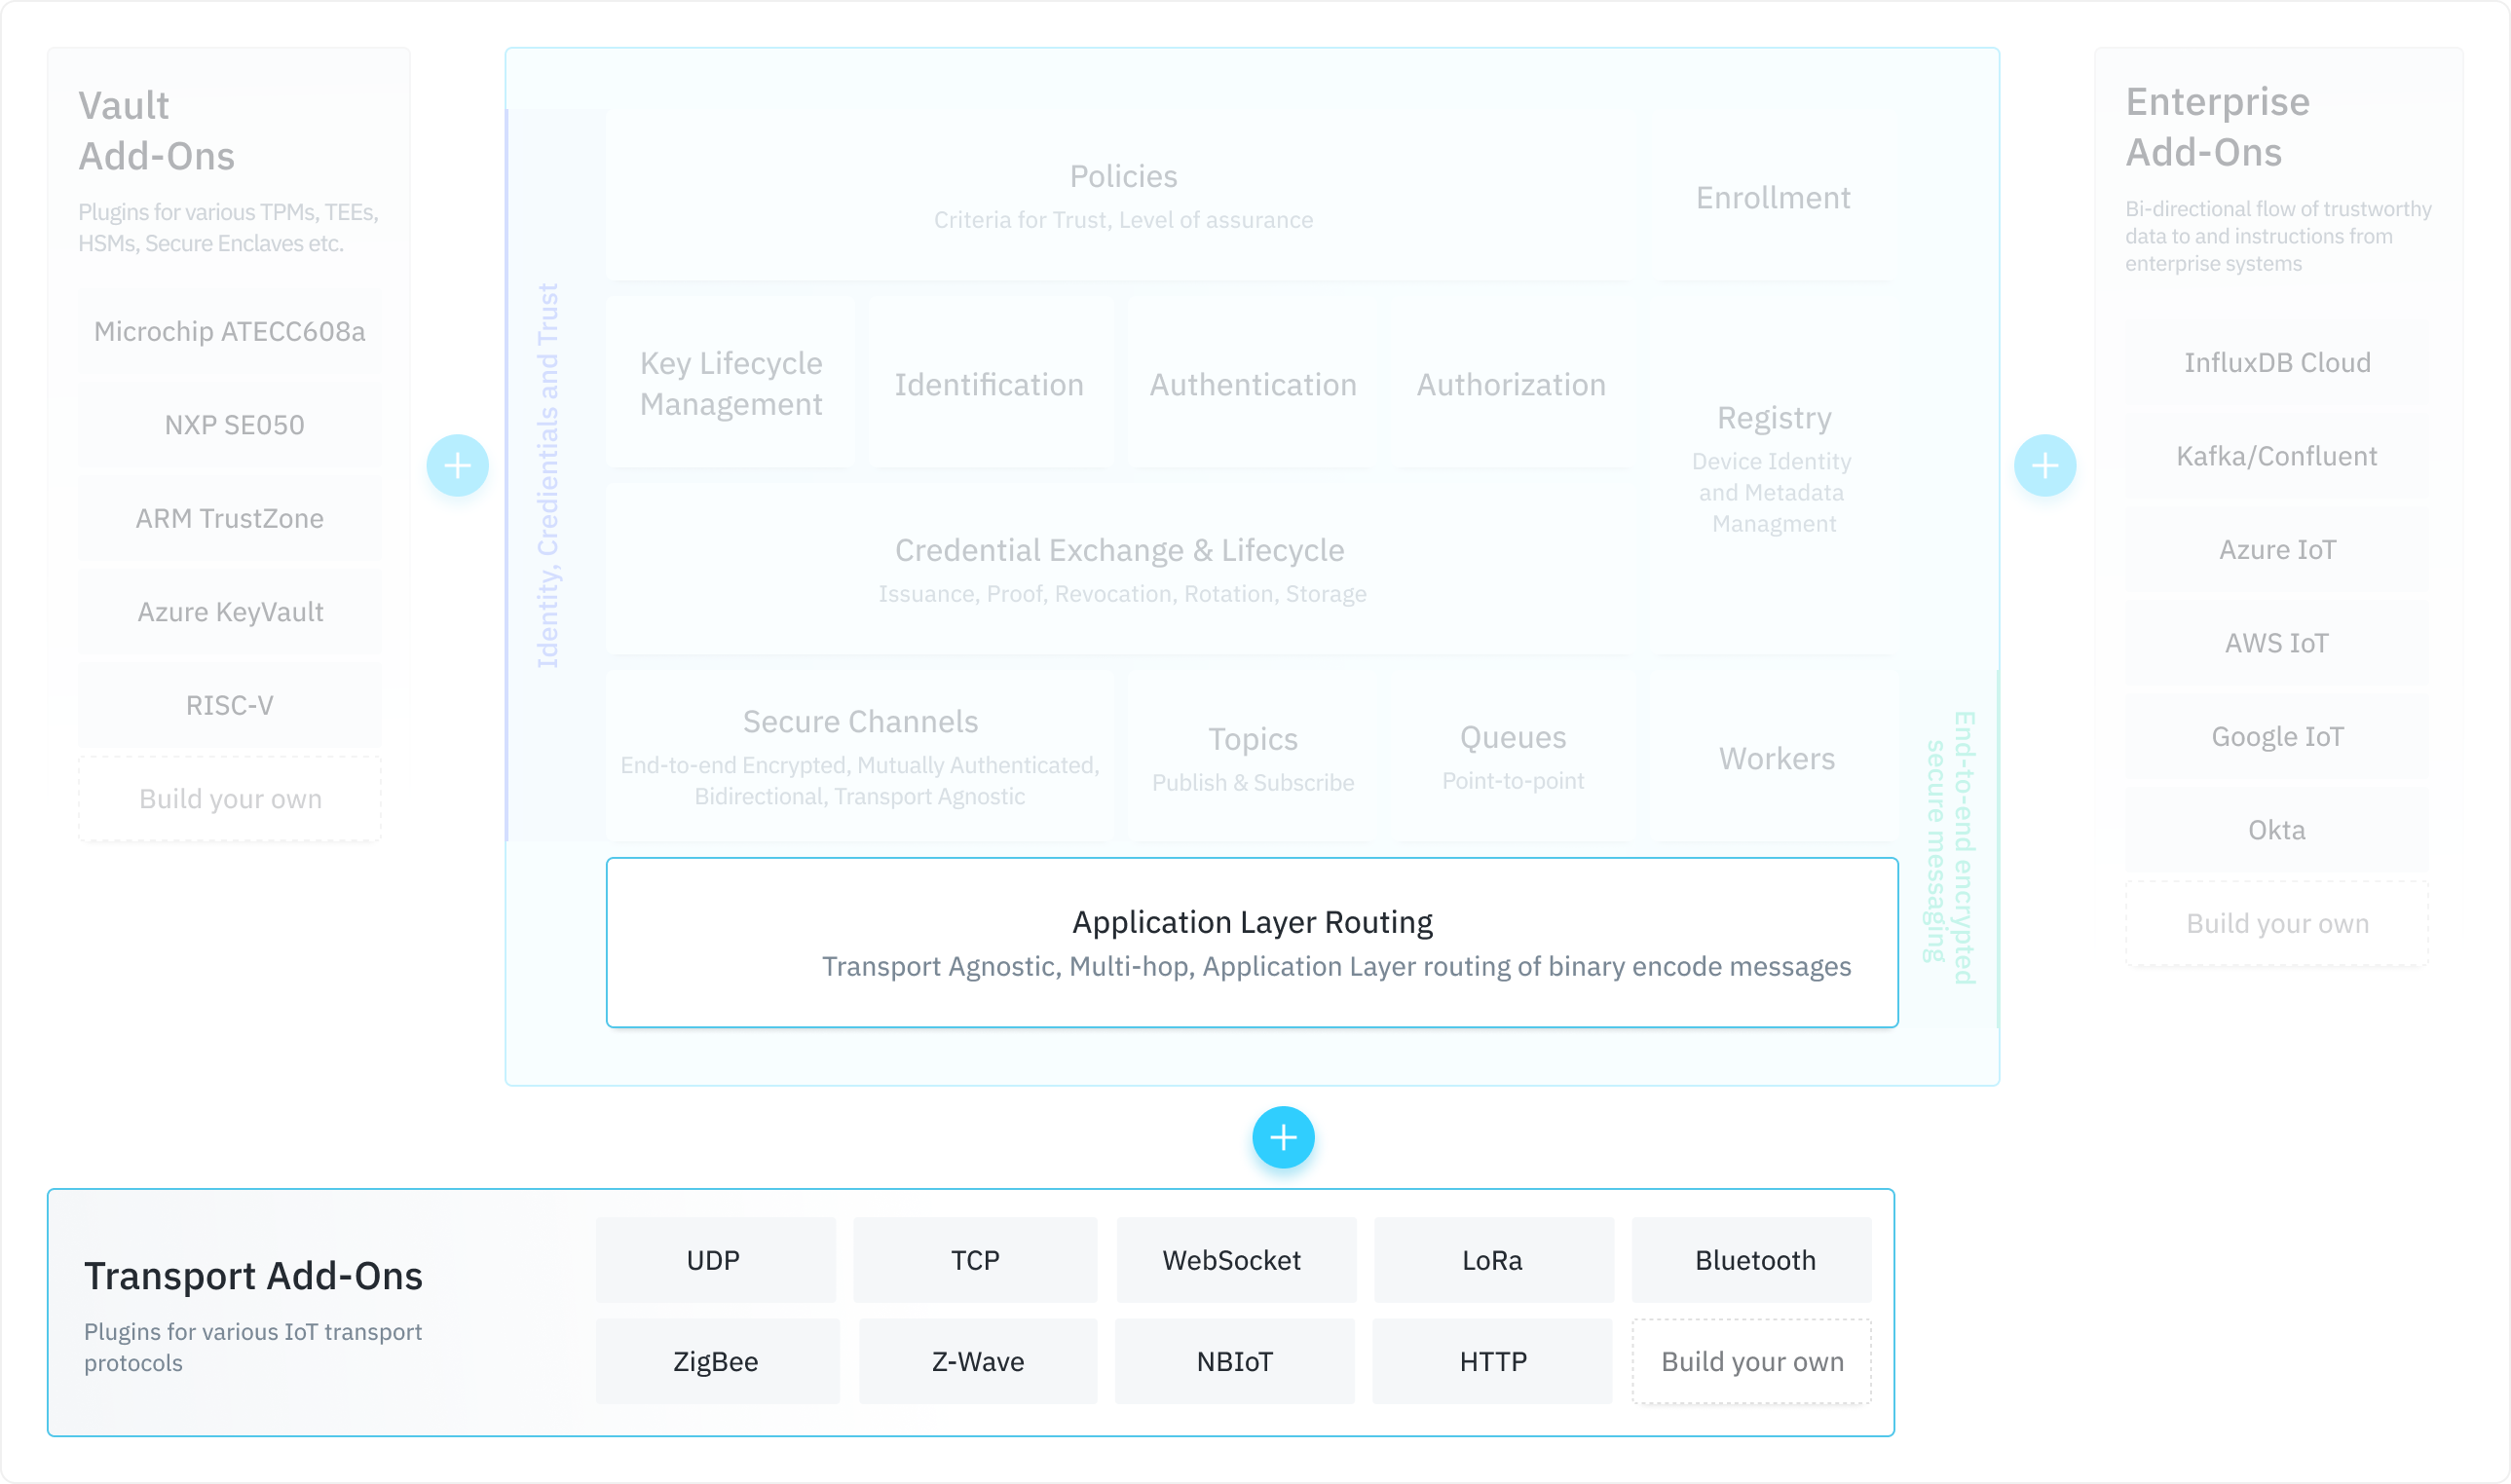 Vault
Add-Ons
Plugins for various TPMs, TEEs,
HSMs, Secure Enclaves etc.
Microchip ATECC608a
NXP SE050
ARM TrustZone
Azure KeyVault
RISC-V
Build your own
Identity, Credientials and Trust
Policies
Criteria for Trust, Level of assurance
Enrollment
Key Lifecycle
Management
Identification
Authentication
Authorization
Registry
Device Identity
and Metadata
Managment
Credential Exchange & Lifecycle
Issuance, Proof, Revocation, Rotation, Storage
Secure Channels
End-to-end Encrypted, Mutually Authenticated,
Bidirectional, Transport Agnostic
Topics
Publish & Subscribe
Queues
Point-to-point
Workers
End-to-end encrypted
secure messaging
Application Layer Routing
Transport Agnostic, Multi-hop, Application Layer routing of binary encode messages
Enterprise
Add-Ons
Bi-directional flow of trustworthy
data to and instructions from
enterprise systems
InfluxDB Cloud
Kafka/Confluent
Azure IoT
AWS IoT
Google IoT
Okta
Build your own
Transport Add-Ons
Plugins for various IoT transport
protocols
UDP
TCP
WebSocket
LoRa
Bluetooth
ZigBee
Z-Wave
NBIoT
HTTP
Build your own